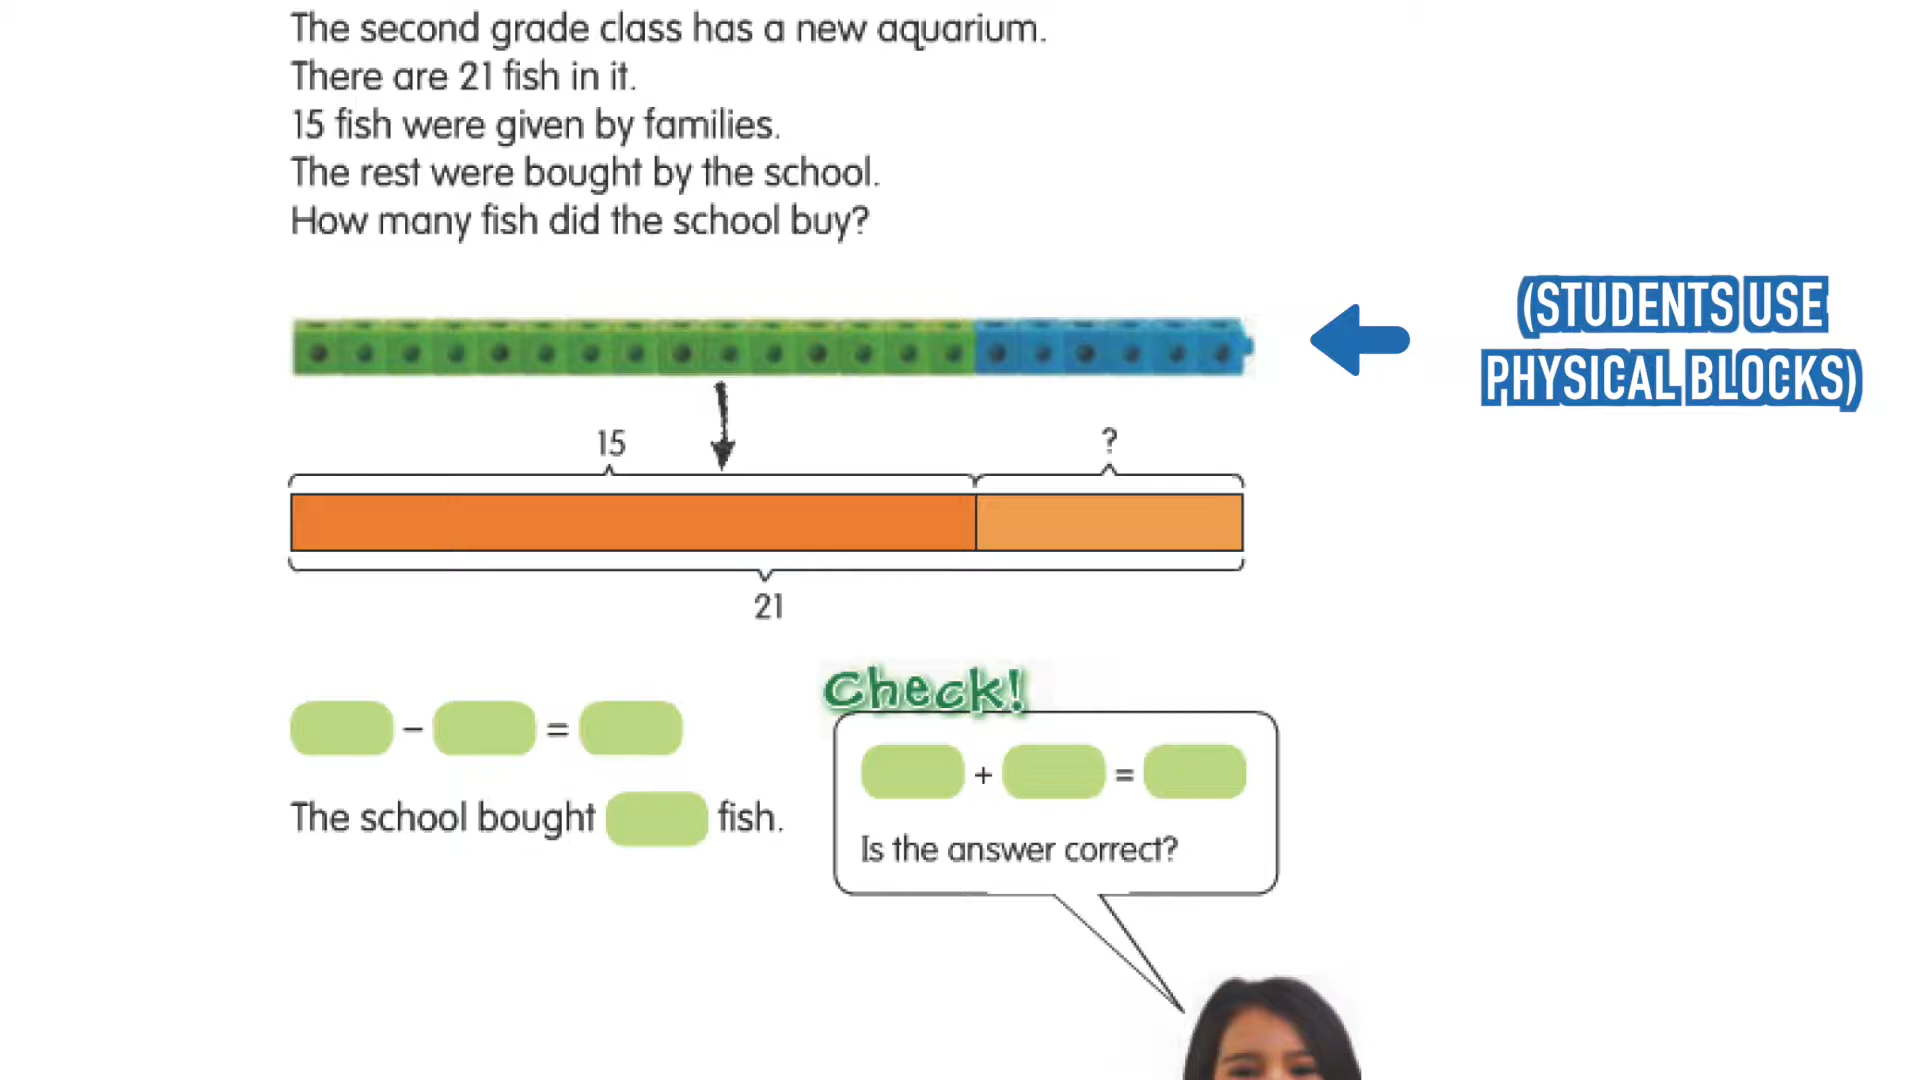 The second grade class has a new aquarium.
There are 21 fish in it.
15 fish were given by families.
The rest were bought by the school.
How many fish did the school buy?
(STUDENTS USE
PHYSICAL BLOCKS)
15
?
21
- =
The school bought fish.
Check!
+ =
Is the answer correct?